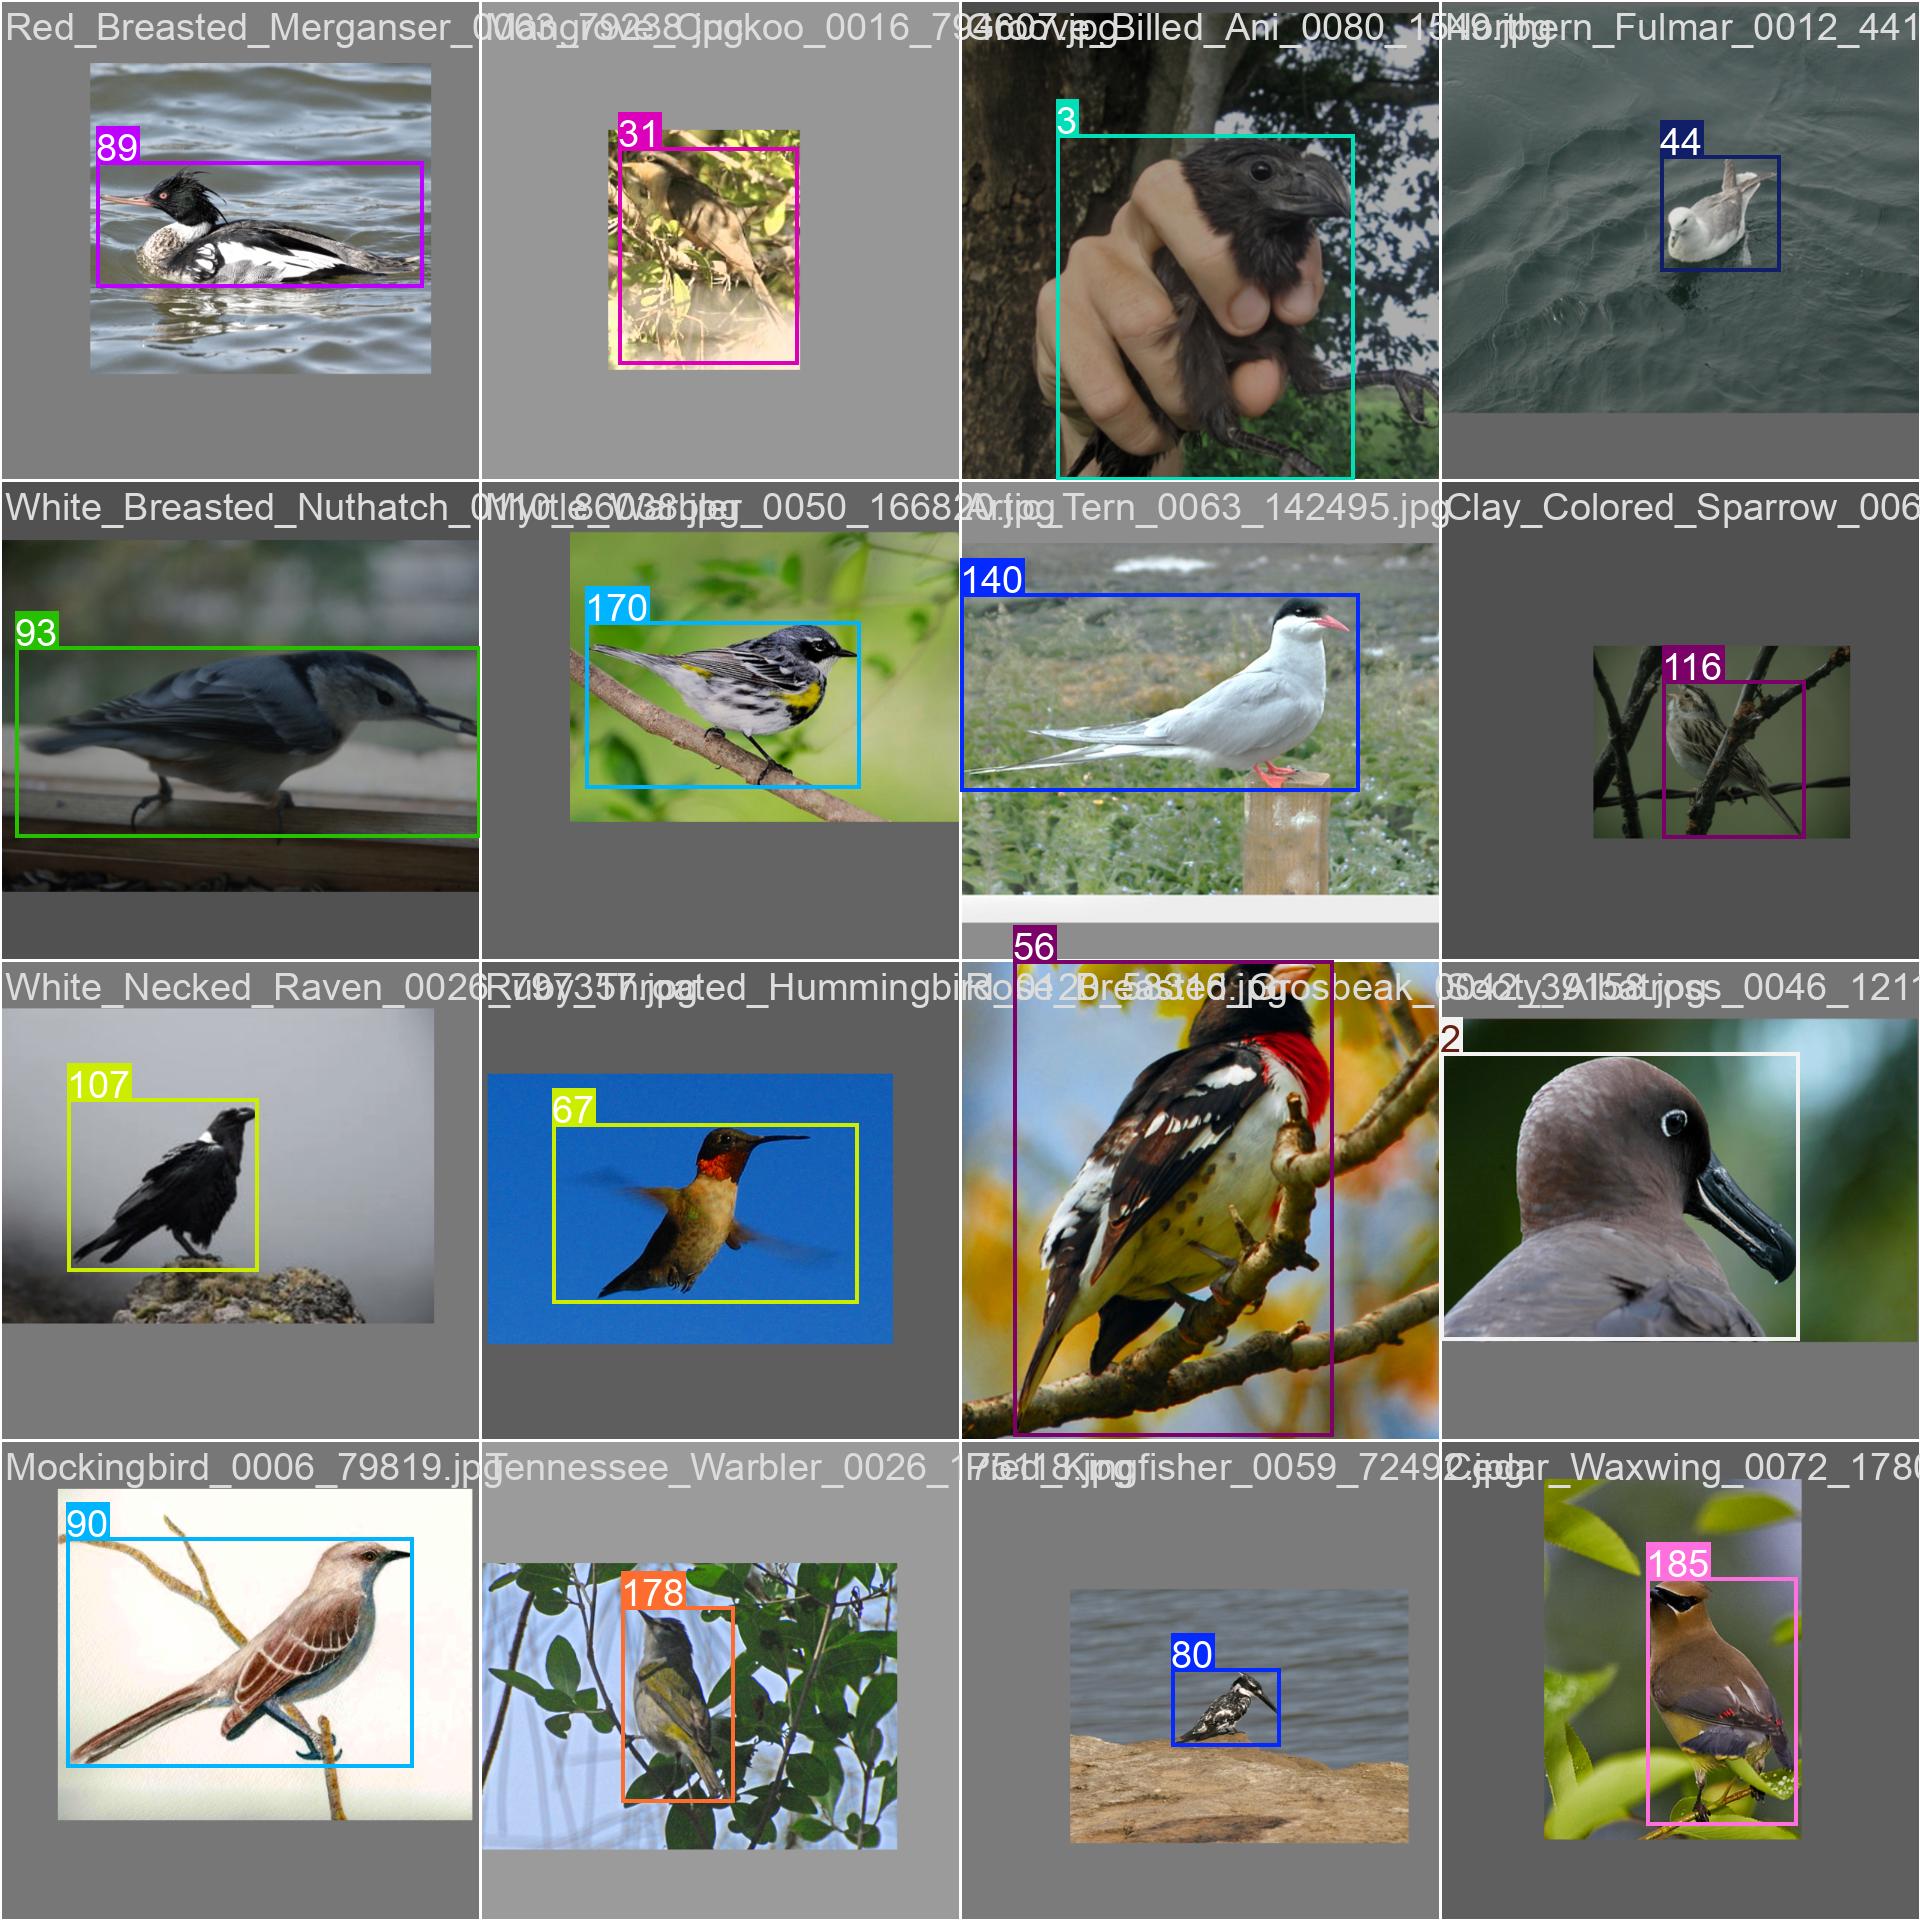 Red_Breasted_Merganser_0063_79238.jpg
Mangrove_Cuckoo_0016_794607.jpg
Groove_Billed_Ani_0080_1549.jpg
Northern_Fulmar_0012_441
89
31
3
44
White_Breasted_Nuthatch_0110_86038.jpg
Myrtle_Warbler_0050_166820.jpg
Artic_Tern_0063_142495.jpg
Clay_Colored_Sparrow_006
93
170
140
116
White_Necked_Raven_0026_797357.jpg
Ruby_Throated_Hummingbird_0120_58316.jpg
Rose_Breasted_Grosbeak_0042_39158.jpg
Sooty_Albatross_0046_1211
107
67
56
2
Mockingbird_0006_79819.jpg
Tennessee_Warbler_0026_175118.jpg
Pied_Kingfisher_0059_72492.jpg
Cedar_Waxwing_0072_1780
90
178
80
185